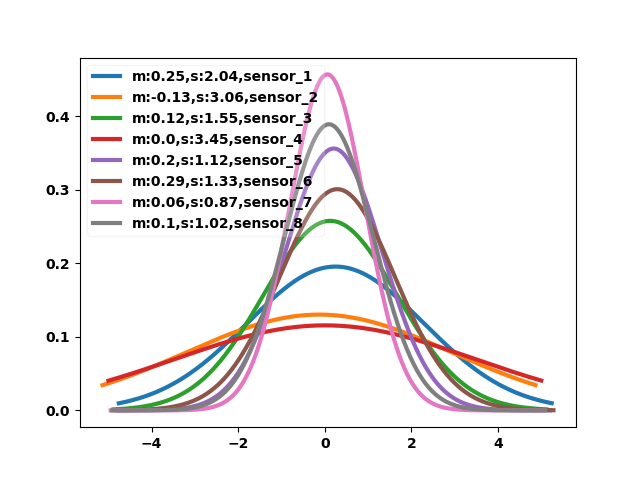 m:0.25,s:2.04,sensor_1
m:-0.13,s:3.06,sensor_2
m:0.12,s:1.55,sensor_3
m:0.0,s:3.45,sensor_4
m:0.2,s:1.12,sensor_5
m:0.29,s:1.33,sensor_6
m:0.06,s:0.87,sensor_7
m:0.1,s:1.02,sensor_8
0.4
0.3
0.2
0.1
0.0
−4 −2 0 2 4